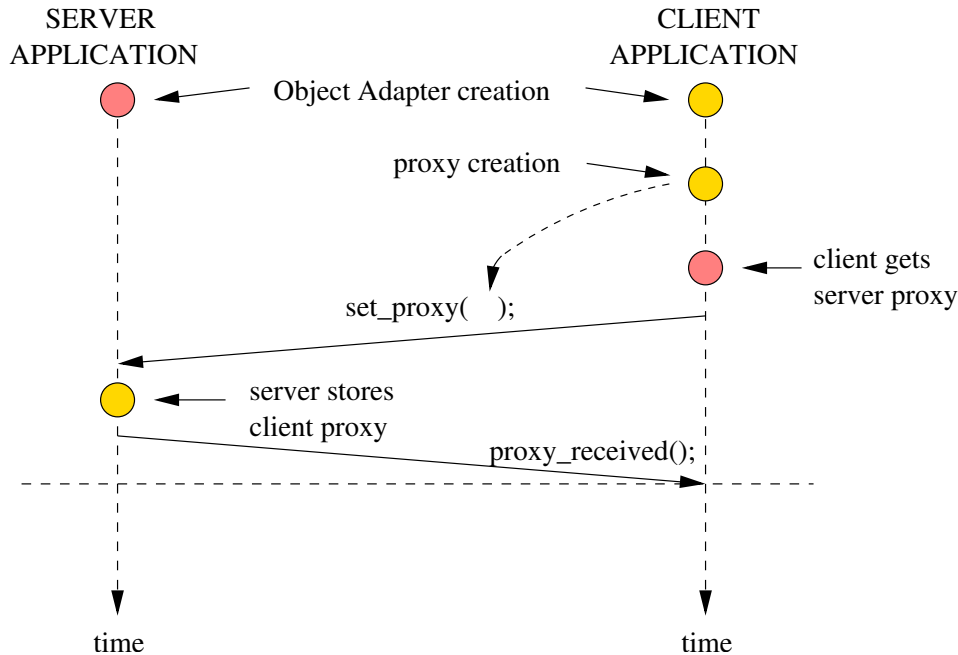 SERVER
APPLICATION
CLIENT
APPLICATION
Object Adapter creation
proxy creation
client gets
server proxy
set_proxy( );
server stores
client proxy
proxy_received();
time
time